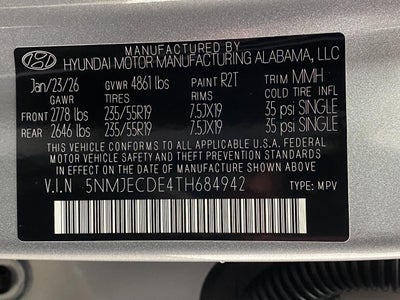 MANUFACTURED BY
HYUNDAI MOTOR MANUFACTURING ALABAMA, LLC
Jan/23/26 GVWR 4861 lbs PAINT R2T TRIM MMH
GAWR TIRES RIMS COLD TIRE INFL
FRONT 2778 lbs 235/55R19 7.5JX19 35 psi SINGLE
REAR 2646 lbs 235/55R19 7.5JX19 35 psi SINGLE
THIS VEHICLE CONFORMS TO ALL APPLICABLE U.S.A. FEDERAL
MOTOR VEHICLE SAFETY, BUMPER, AND THEFT PREVENTION STANDARDS
IN EFFECT ON THE DATE OF MANUFACTURE SHOWN ABOVE.
V.I.N 5NMJECDE4TH684942 TYPE: MPV